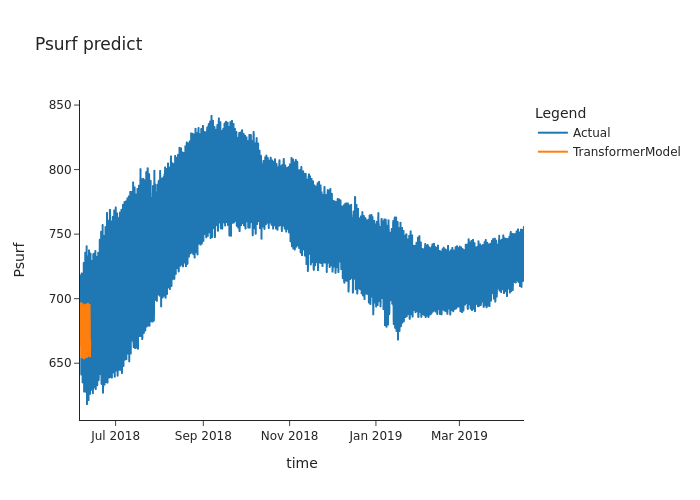 Psurf predict
Legend
Actual
TransformerModel
Psurf
850
800
750
700
650
Jul 2018
Sep 2018
Nov 2018
Jan 2019
Mar 2019
time